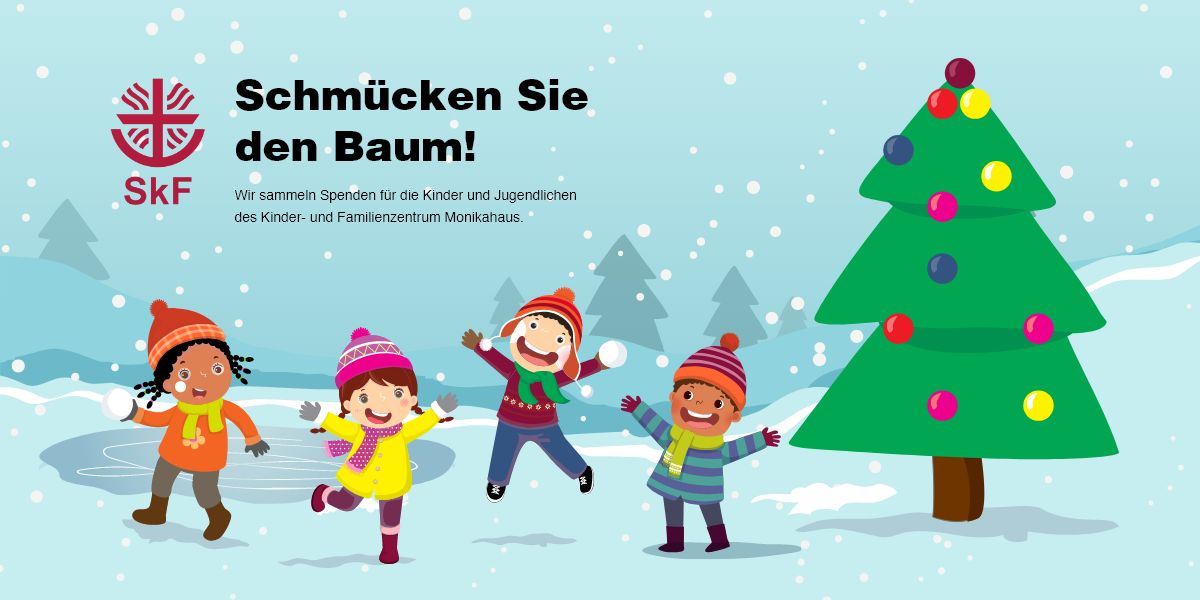 SkF
Schmücken Sie
den Baum!
Wir sammeln Spenden für die Kinder und Jugendlichen
des Kinder- und Familienzentrum Monikahaus.